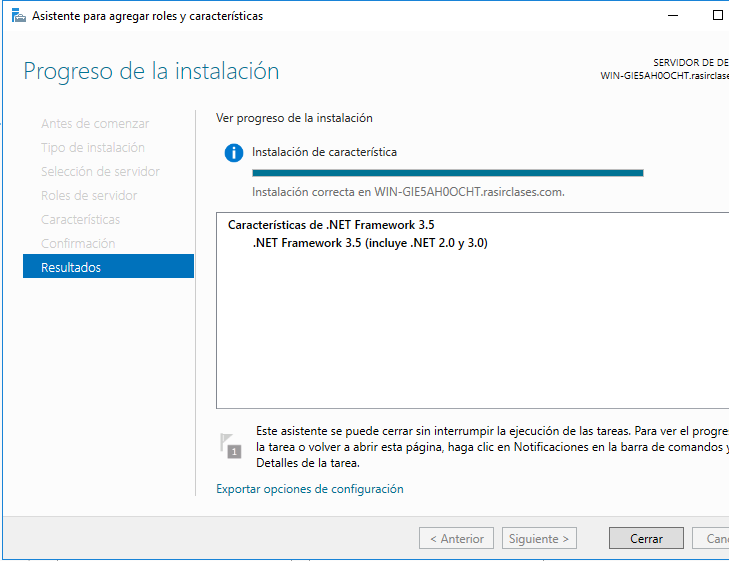 Asistente para agregar roles y características
Progreso de la instalación
SERVIDOR DE DE
WIN-GIE5AH0OCHT.rasirclase
Antes de comenzar
Tipo de instalación
Selección de servidor
Roles de servidor
Características
Confirmación
Resultados
Ver progreso de la instalación
Instalación de característica
Instalación correcta en WIN-GIE5AH0OCHT.rasirclases.com.
Características de .NET Framework 3.5
.NET Framework 3.5 (incluye .NET 2.0 y 3.0)
1
Este asistente se puede cerrar sin interrumpir la ejecución de las tareas. Para ver el progre
la tarea o volver a abrir esta página, haga clic en Notificaciones en la barra de comandos y
Detalles de la tarea.
Exportar opciones de configuración
< Anterior
Siguiente >
Cerrar
Canc